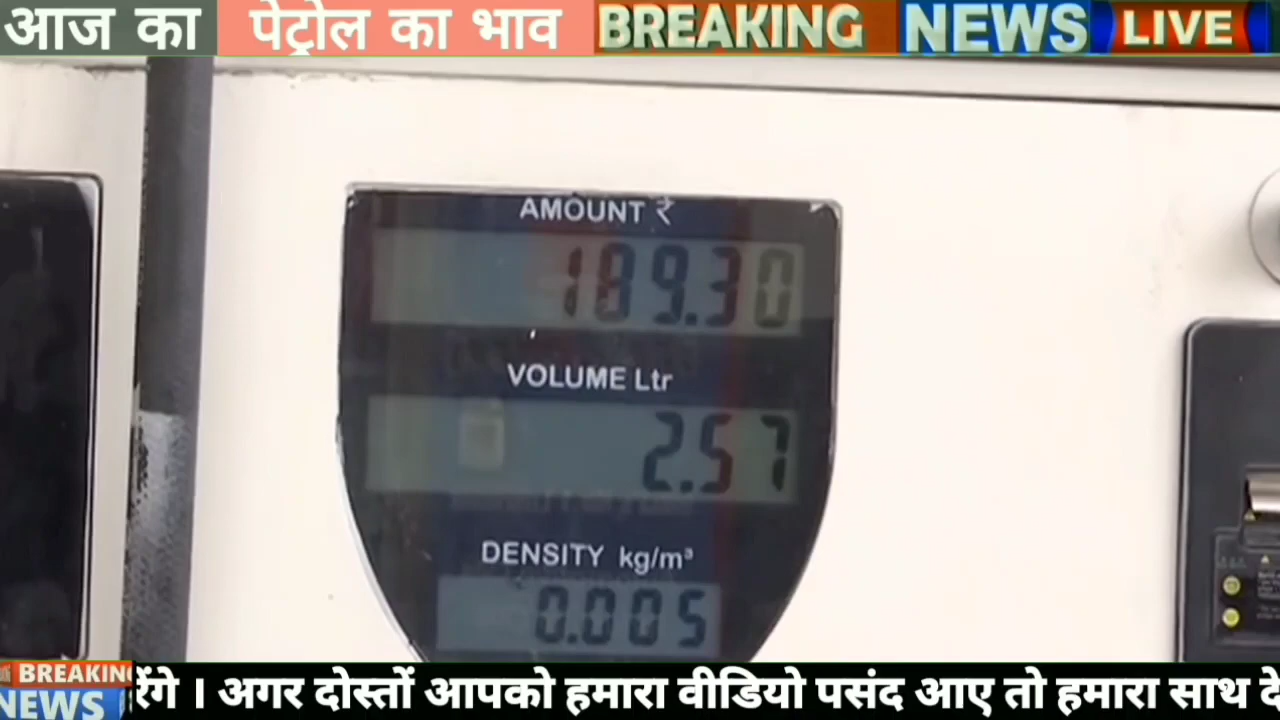 आज का पेट्रोल का भाव BREAKING NEWS LIVE
AMOUNT ₹
189.30
VOLUME Ltr
2.57
DENSITY kg/m³
0.005
BREAKING
NEWS
रेंगे । अगर दोस्तों आपको हमारा वीडियो पसंद आए तो हमारा साथ दे